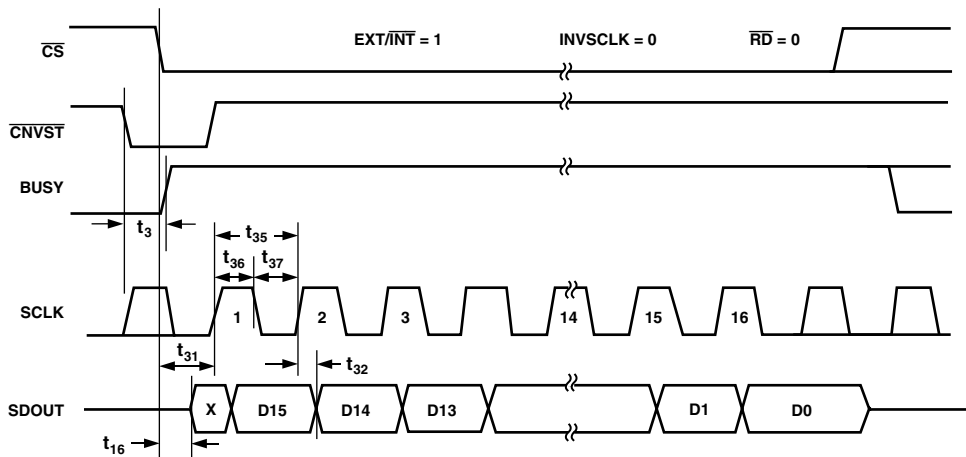 EXT/INT = 1 INVSCLK = 0 RD = 0
CS
CNVST
BUSY
t3
t35
t36 t37
SCLK
1 2 3 14 15 16
t31
t32
SDOUT
X D15 D14 D13 D1 D0
t16